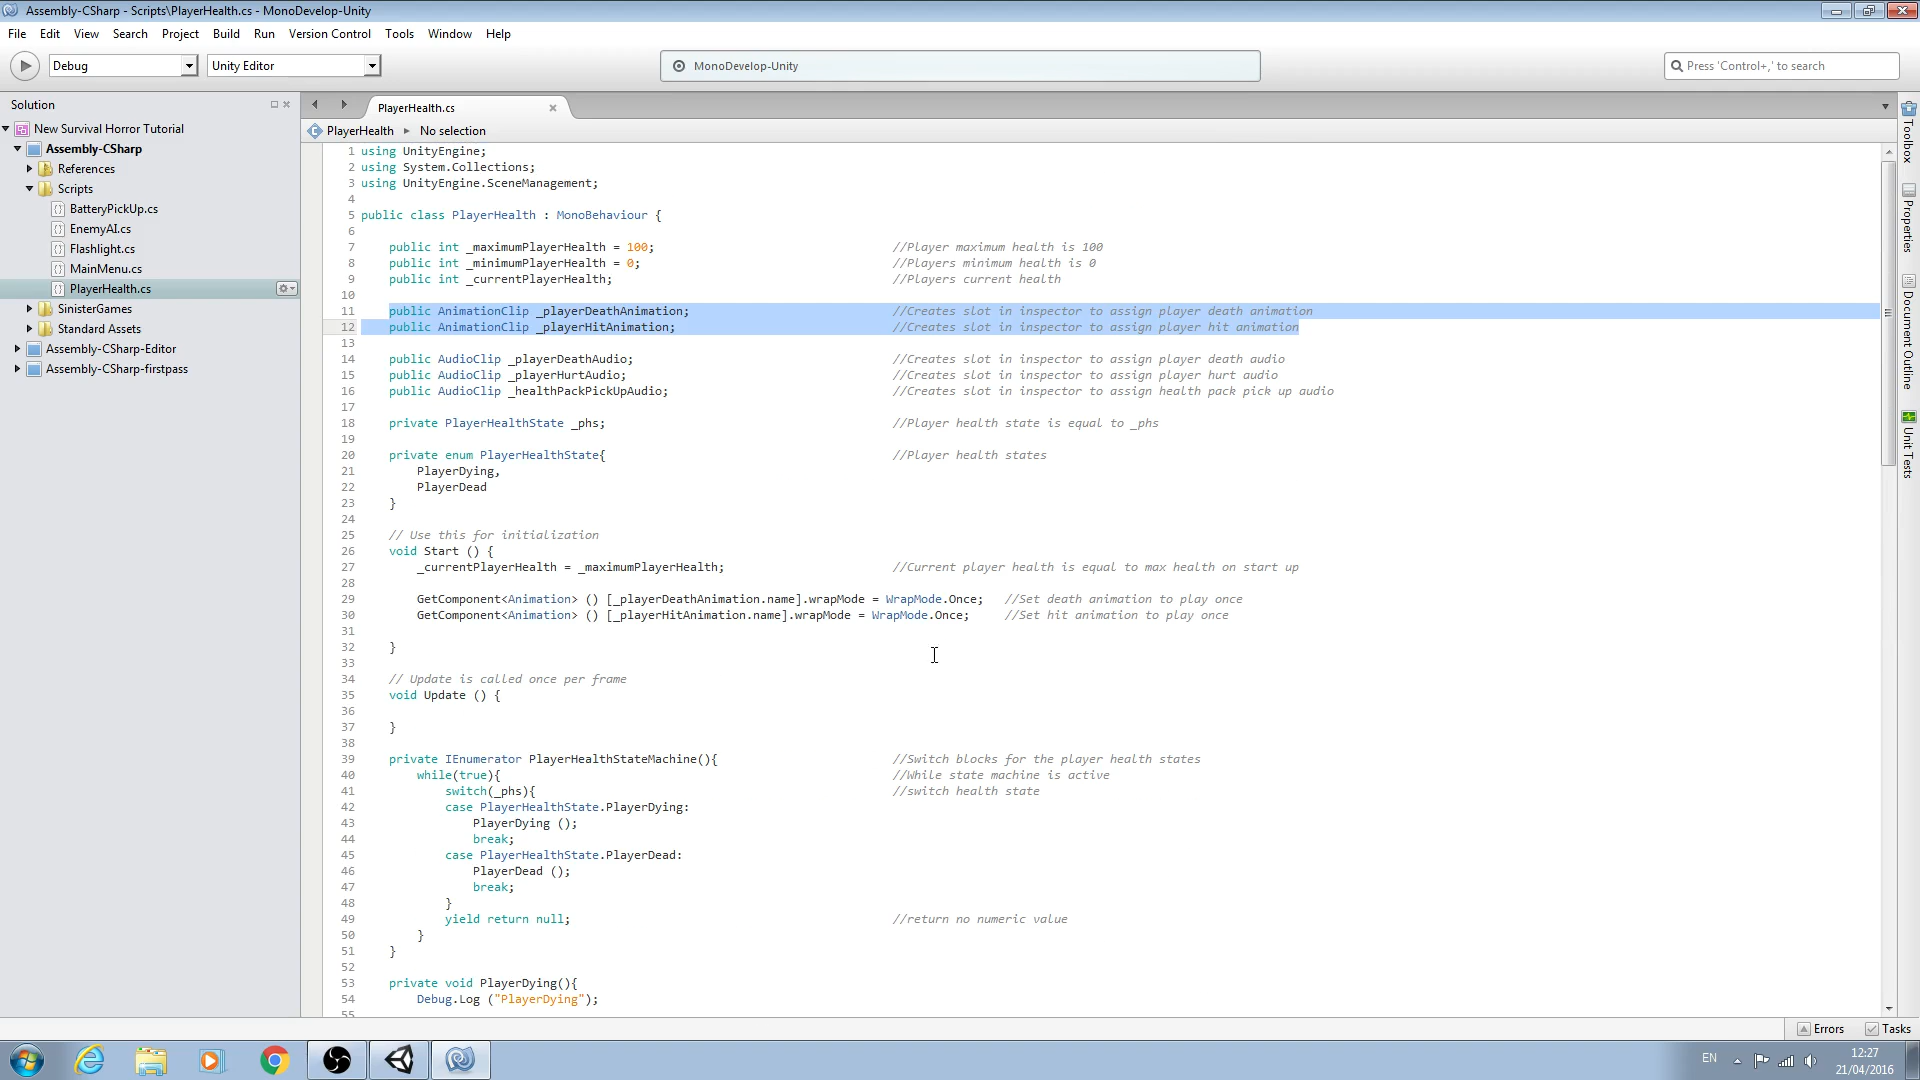 Assembly-CSharp - Scripts\PlayerHealth.cs - MonoDevelop-Unity
File Edit View Search Project Build Run Version Control Tools Window Help
Debug Unity Editor MonoDevelop-Unity Press 'Control+,' to search
Solution
New Survival Horror Tutorial
Assembly-CSharp
References
Scripts
BatteryPickUp.cs
EnemyAI.cs
Flashlight.cs
MainMenu.cs
PlayerHealth.cs
SinisterGames
Standard Assets
Assembly-CSharp-Editor
Assembly-CSharp-firstpass
PlayerHealth.cs
PlayerHealth No selection
1 using UnityEngine;
2 using System.Collections;
3 using UnityEngine.SceneManagement;
4
5 public class PlayerHealth : MonoBehaviour {
6
7 public int _maximumPlayerHealth = 100; //Player maximum health is 100
8 public int _minimumPlayerHealth = 0; //Players minimum health is 0
9 public int _currentPlayerHealth; //Players current health
10
11 public AnimationClip _playerDeathAnimation; //Creates slot in inspector to assign player death animation
12 public AnimationClip _playerHitAnimation; //Creates slot in inspector to assign player hit animation
13
14 public AudioClip _playerDeathAudio; //Creates slot in inspector to assign player death audio
15 public AudioClip _playerHurtAudio; //Creates slot in inspector to assign player hurt audio
16 public AudioClip _healthPackPickUpAudio; //Creates slot in inspector to assign health pack pick up audio
17
18 private PlayerHealthState _phs; //Player health state is equal to _phs
19
20 private enum PlayerHealthState{ //Player health states
21 PlayerDying,
22 PlayerDead
23 }
24
25 // Use this for initialization
26 void Start () {
27 _currentPlayerHealth = _maximumPlayerHealth; //Current player health is equal to max health on start up
28
29 GetComponent<Animation> () [_playerDeathAnimation.name].wrapMode = WrapMode.Once; //Set death animation to play once
30 GetComponent<Animation> () [_playerHitAnimation.name].wrapMode = WrapMode.Once; //Set hit animation to play once
31
32 }
33
34 // Update is called once per frame
35 void Update () {
36
37 }
38
39 private IEnumerator PlayerHealthStateMachine(){ //Switch blocks for the player health states
40 while(true){ //While state machine is active
41 switch(_phs){ //switch health state
42 case PlayerHealthState.PlayerDying:
43 PlayerDying ();
44 break;
45 case PlayerHealthState.PlayerDead:
46 PlayerDead ();
47 break;
48 }
49 yield return null; //return no numeric value
50 }
51 }
52
53 private void PlayerDying(){
54 Debug.Log ("PlayerDying");
55
Toolbox
Properties
Document Outline
Unit Tests
Errors Tasks
EN 12:27
21/04/2016